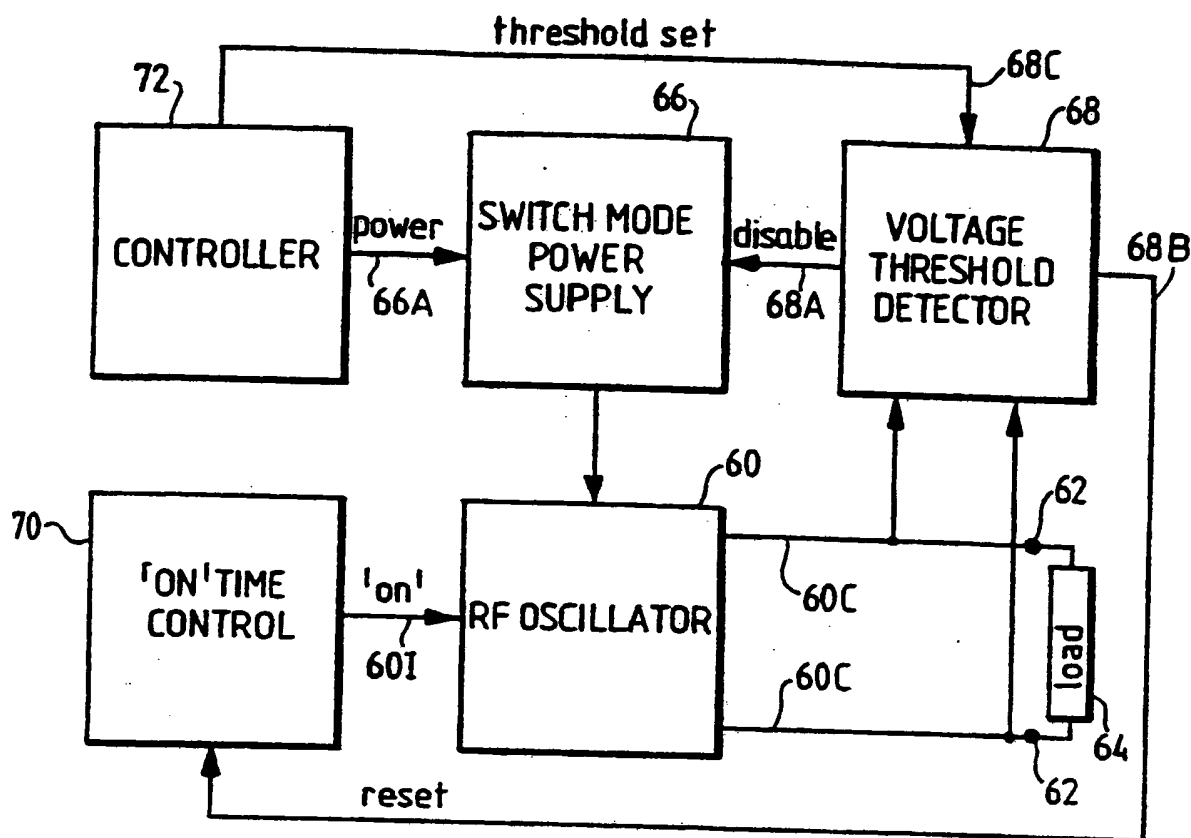 threshold set
68C
72
66
68
CONTROLLER
power
66A
SWITCH MODE
POWER
SUPPLY
disable
68A
VOLTAGE
THRESHOLD
DETECTOR
68B
60
62
70
'ON' TIME
CONTROL
'on'
60I
RF OSCILLATOR
60C
60C
load
64
62
reset